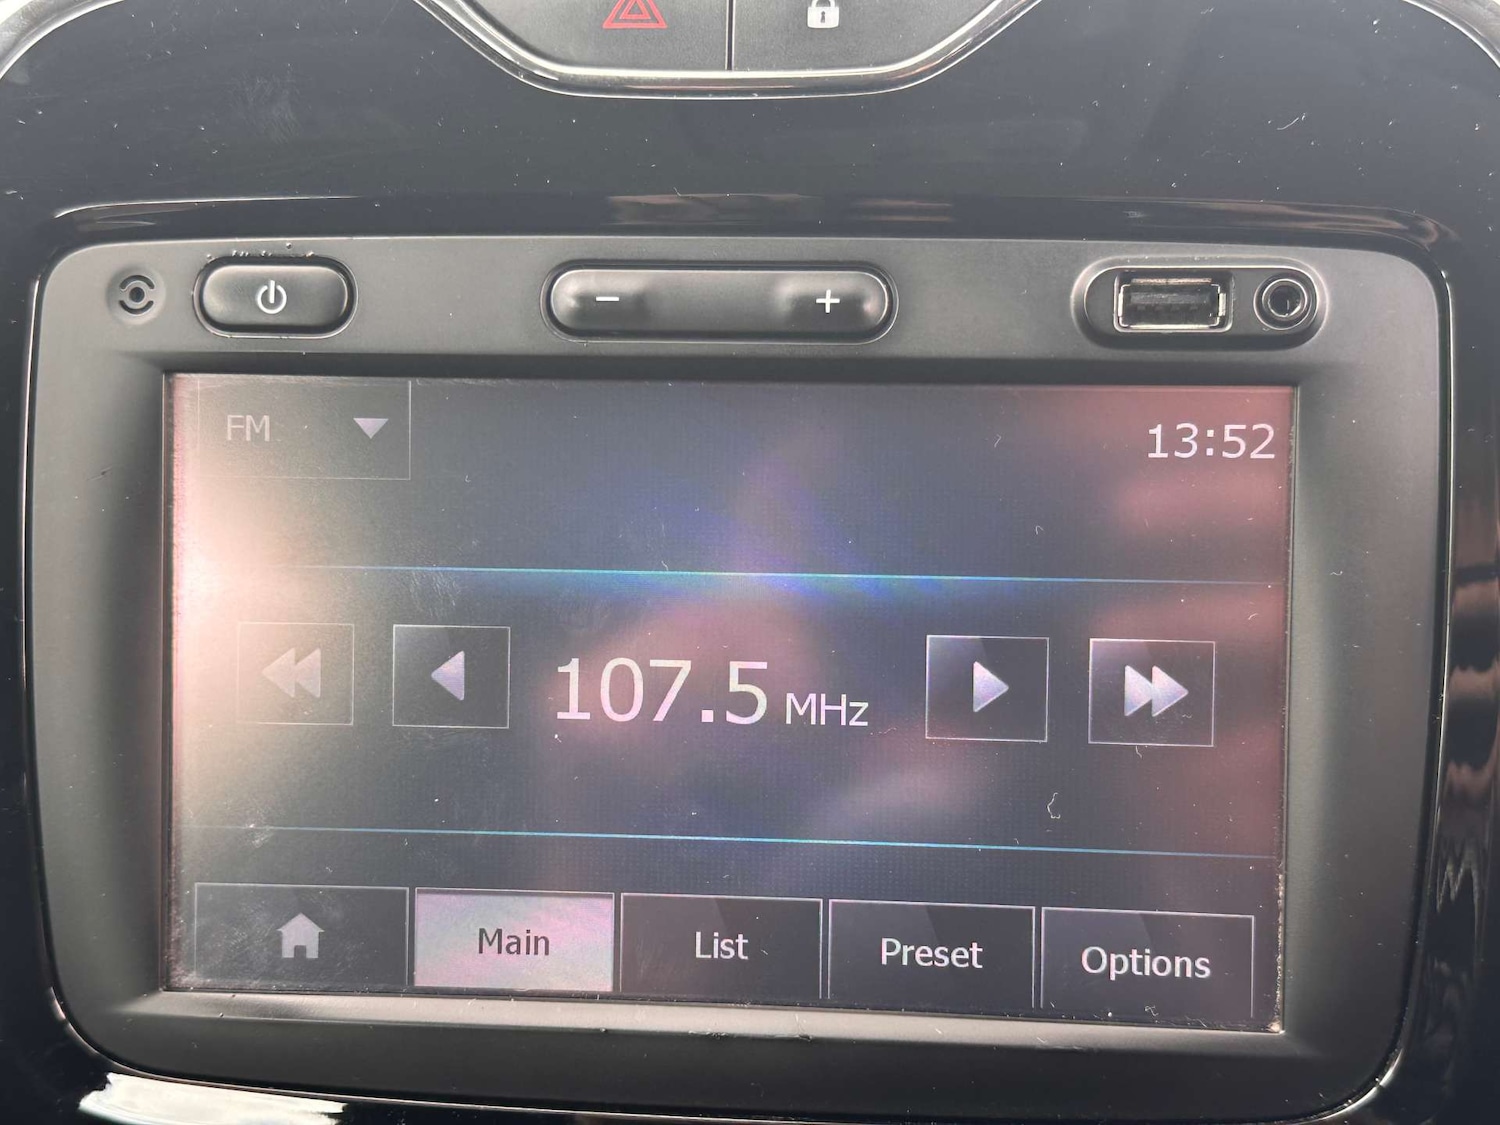 FM
13:52
107.5 MHz
Main
List
Preset
Options